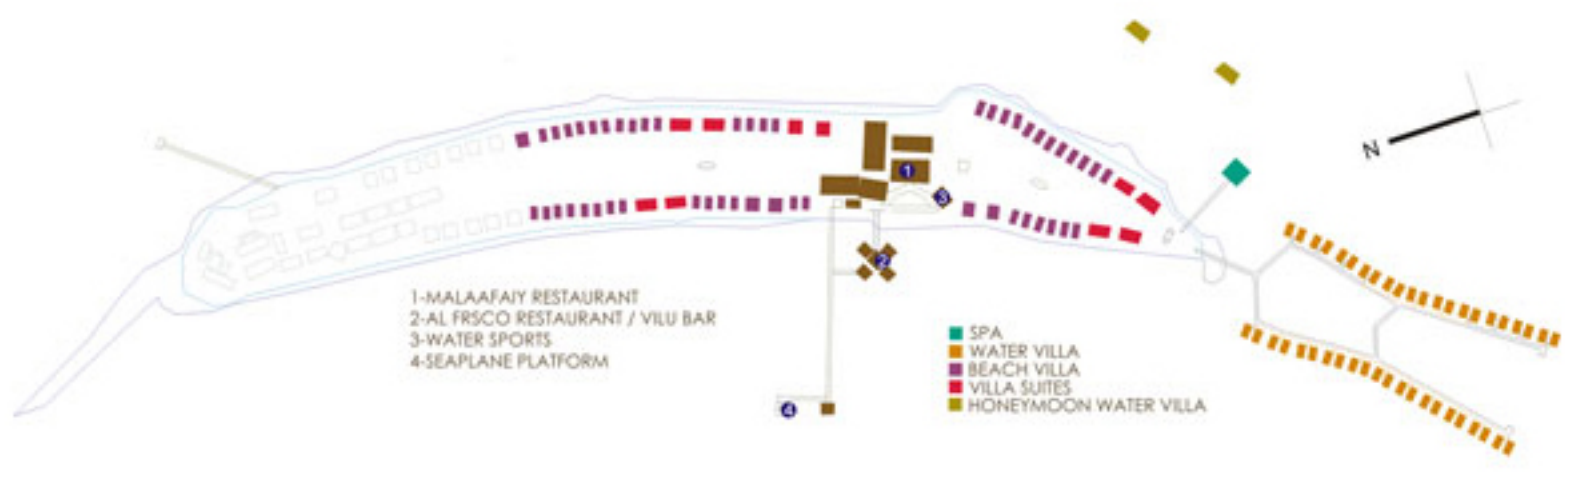 1
3
N
2
1-MALAAFAIY RESTAURANT
2-AL FRSCO RESTAURANT / VILU BAR
3-WATER SPORTS
4-SEAPLANE PLATFORM
4
SPA
WATER VILLA
BEACH VILLA
VILLA SUITES
HONEYMOON WATER VILLA